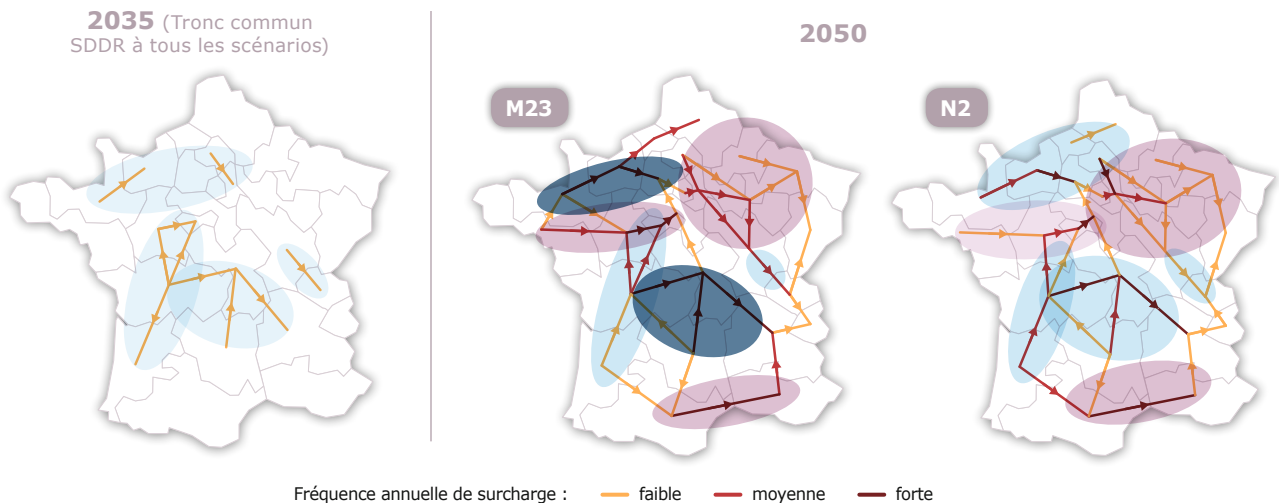 2035 (Tronc commun
SDDR à tous les scénarios)
2050
M23
N2
Fréquence annuelle de surcharge : faible moyenne forte